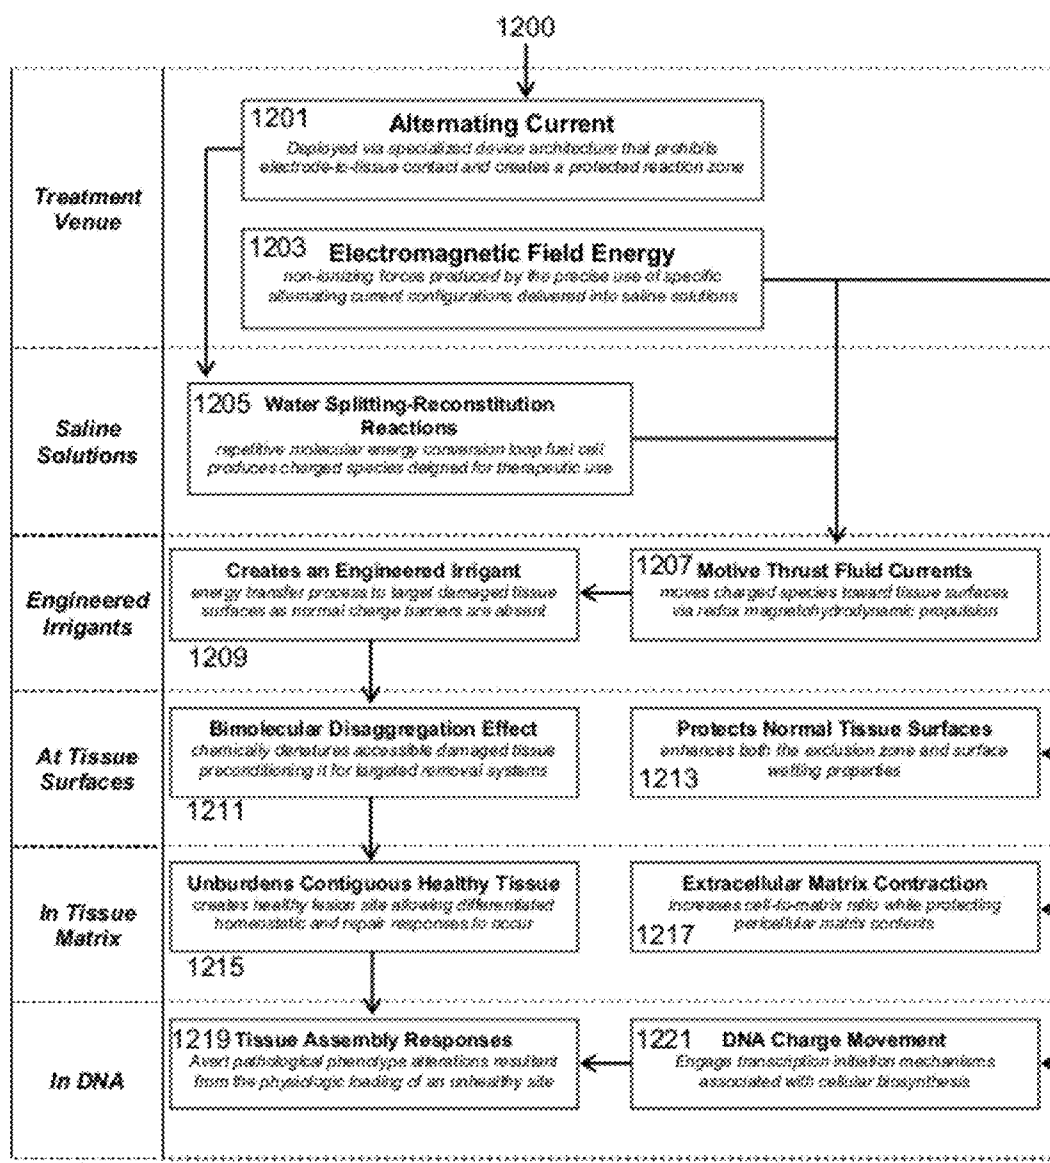 1200
Treatment
Venue
1201
Alternating Current
Deployed via specialized device architecture that prohibits
electrode-to-tissue contact and creates a protected reaction zone
1203
Electromagnetic Field Energy
non-ionizing forces produced by the precise use of specific
alternating current configurations delivered into saline solutions
Saline
Solutions
1205
Water Splitting-Reconstitution
Reactions
repetitive molecular energy conversion loop fuel cell
produces charged species deigned for therapeutic use
Engineered
Irrigants
Creates an Engineered Irrigant
energy transfer process to target damaged tissue
surfaces as normal charge barriers are absent
1209
1207
Motive Thrust Fluid Currents
moves charged species toward tissue surfaces
via redox magnetohydrodynamic propulsion
At Tissue
Surfaces
Bimolecular Disaggregation Effect
chemically denatures accessible damaged tissue
preconditioning it for targeted removal systems
1211
Protects Normal Tissue Surfaces
enhances both the exclusion zone and surface
wetting properties
1213
In Tissue
Matrix
Unburdens Contiguous Healthy Tissue
creates healthy lesion site allowing differentiated
homeostatic and repair responses to occur
1215
Extracellular Matrix Contraction
increases cell-to-matrix ratio while protecting
pericellular matrix contents
1217
In DNA
1219
Tissue Assembly Responses
Avert pathological phenotype alterations resultant
from the physiologic loading of an unhealthy site
1221
DNA Charge Movement
Engage transcription initiation mechanisms
associated with cellular biosynthesis